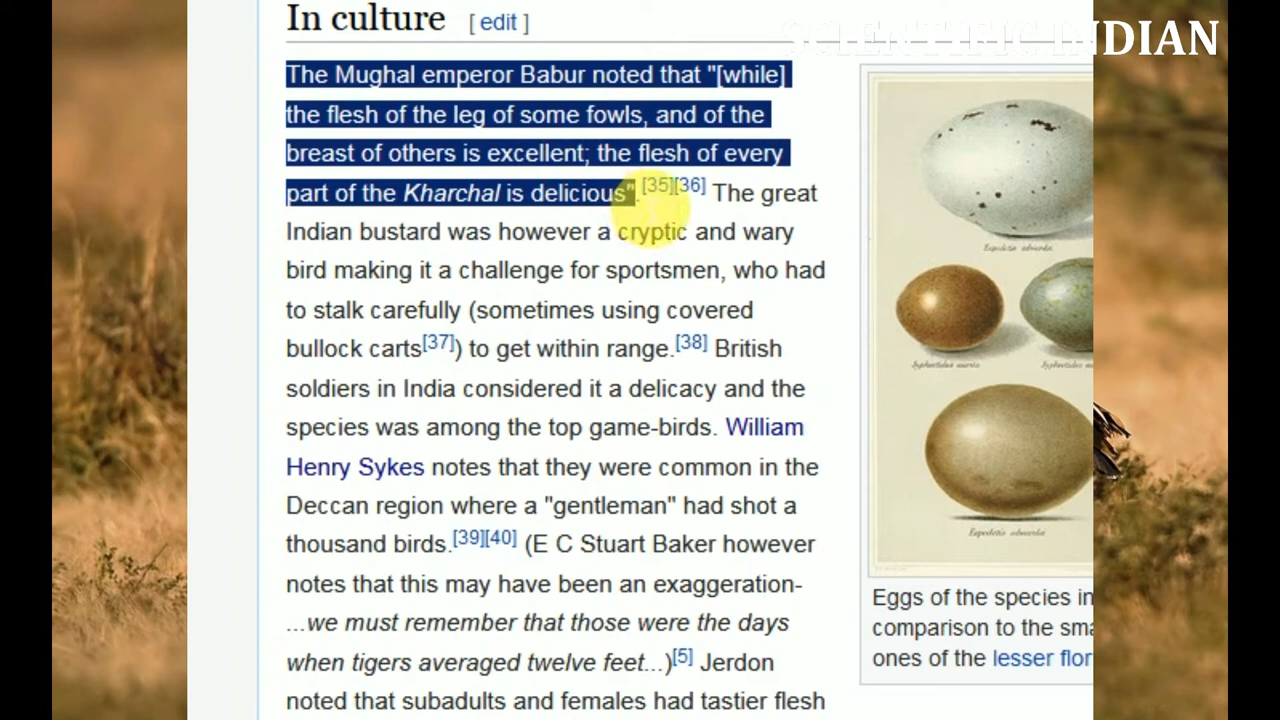 SCIENTIFIC INDIAN
In culture [ edit ]
The Mughal emperor Babur noted that "[while]
the flesh of the leg of some fowls, and of the
breast of others is excellent; the flesh of every
part of the Kharchal is delicious".[35][36] The great
Indian bustard was however a cryptic and wary
bird making it a challenge for sportsmen, who had
to stalk carefully (sometimes using covered
bullock carts[37]) to get within range.[38] British
soldiers in India considered it a delicacy and the
species was among the top game-birds. William
Henry Sykes notes that they were common in the
Deccan region where a "gentleman" had shot a
thousand birds.[39][40] (E C Stuart Baker however
notes that this may have been an exaggeration-
...we must remember that those were the days
when tigers averaged twelve feet...)[5] Jerdon
noted that subadults and females had tastier flesh
Eggs of the species in
comparison to the sma
ones of the lesser flor